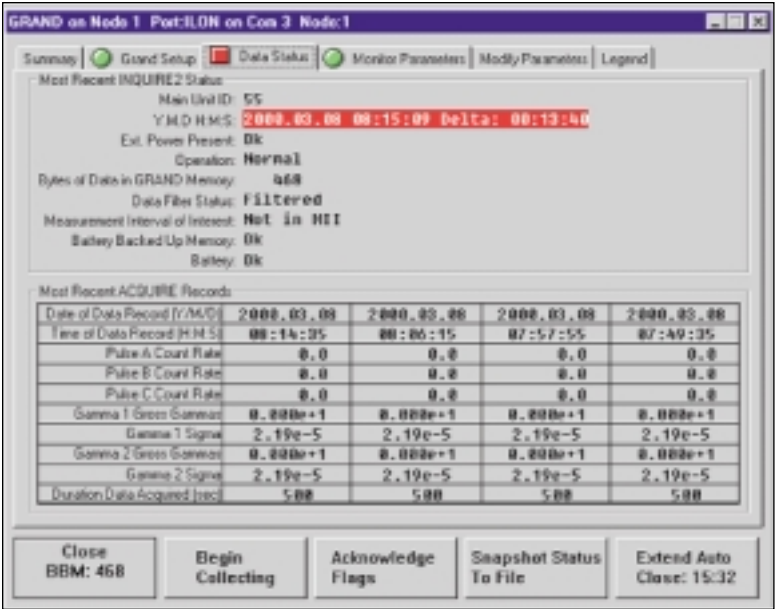 GRAND on Node 1 Port:ILON on Com 3 Node:1
Summary Grand Setup Data Status Monitor Parameters Modify Parameters Legend
Most Recent INQUIRE2 Status
Main Unit ID: 55
Y.M.D H:M:S: 2000.03.08 08:15:09 Delta: 00:13:40
Ext. Power Present: Ok
Operation: Normal
Bytes of Data in GRAND Memory: 468
Data Filter Status: Filtered
Measurement Interval of Interest: Not in MII
Battery Backed Up Memory: Ok
Battery: Ok
Most Recent ACQUIRE Records
Date of Data Record (Y/M/D) 2000.03.08 2000.03.08 2000.03.08 2000.03.08
Time of Data Record (H:M:S) 08:14:35 08:06:15 07:57:55 07:49:35
Pulse A Count Rate 0.0 0.0 0.0 0.0
Pulse B Count Rate 0.0 0.0 0.0 0.0
Pulse C Count Rate 0.0 0.0 0.0 0.0
Gamma 1 Gross Gammas 0.000e+1 0.000e+1 0.000e+1 0.000e+1
Gamma 1 Sigma 2.19e-5 2.19e-5 2.19e-5 2.19e-5
Gamma 2 Gross Gammas 0.000e+1 0.000e+1 0.000e+1 0.000e+1
Gamma 2 Sigma 2.19e-5 2.19e-5 2.19e-5 2.19e-5
Duration Data Acquired (sec) 500 500 500 500
Close
BBM: 468
Begin
Collecting
Acknowledge
Flags
Snapshot Status
To File
Extend Auto
Close: 15:32